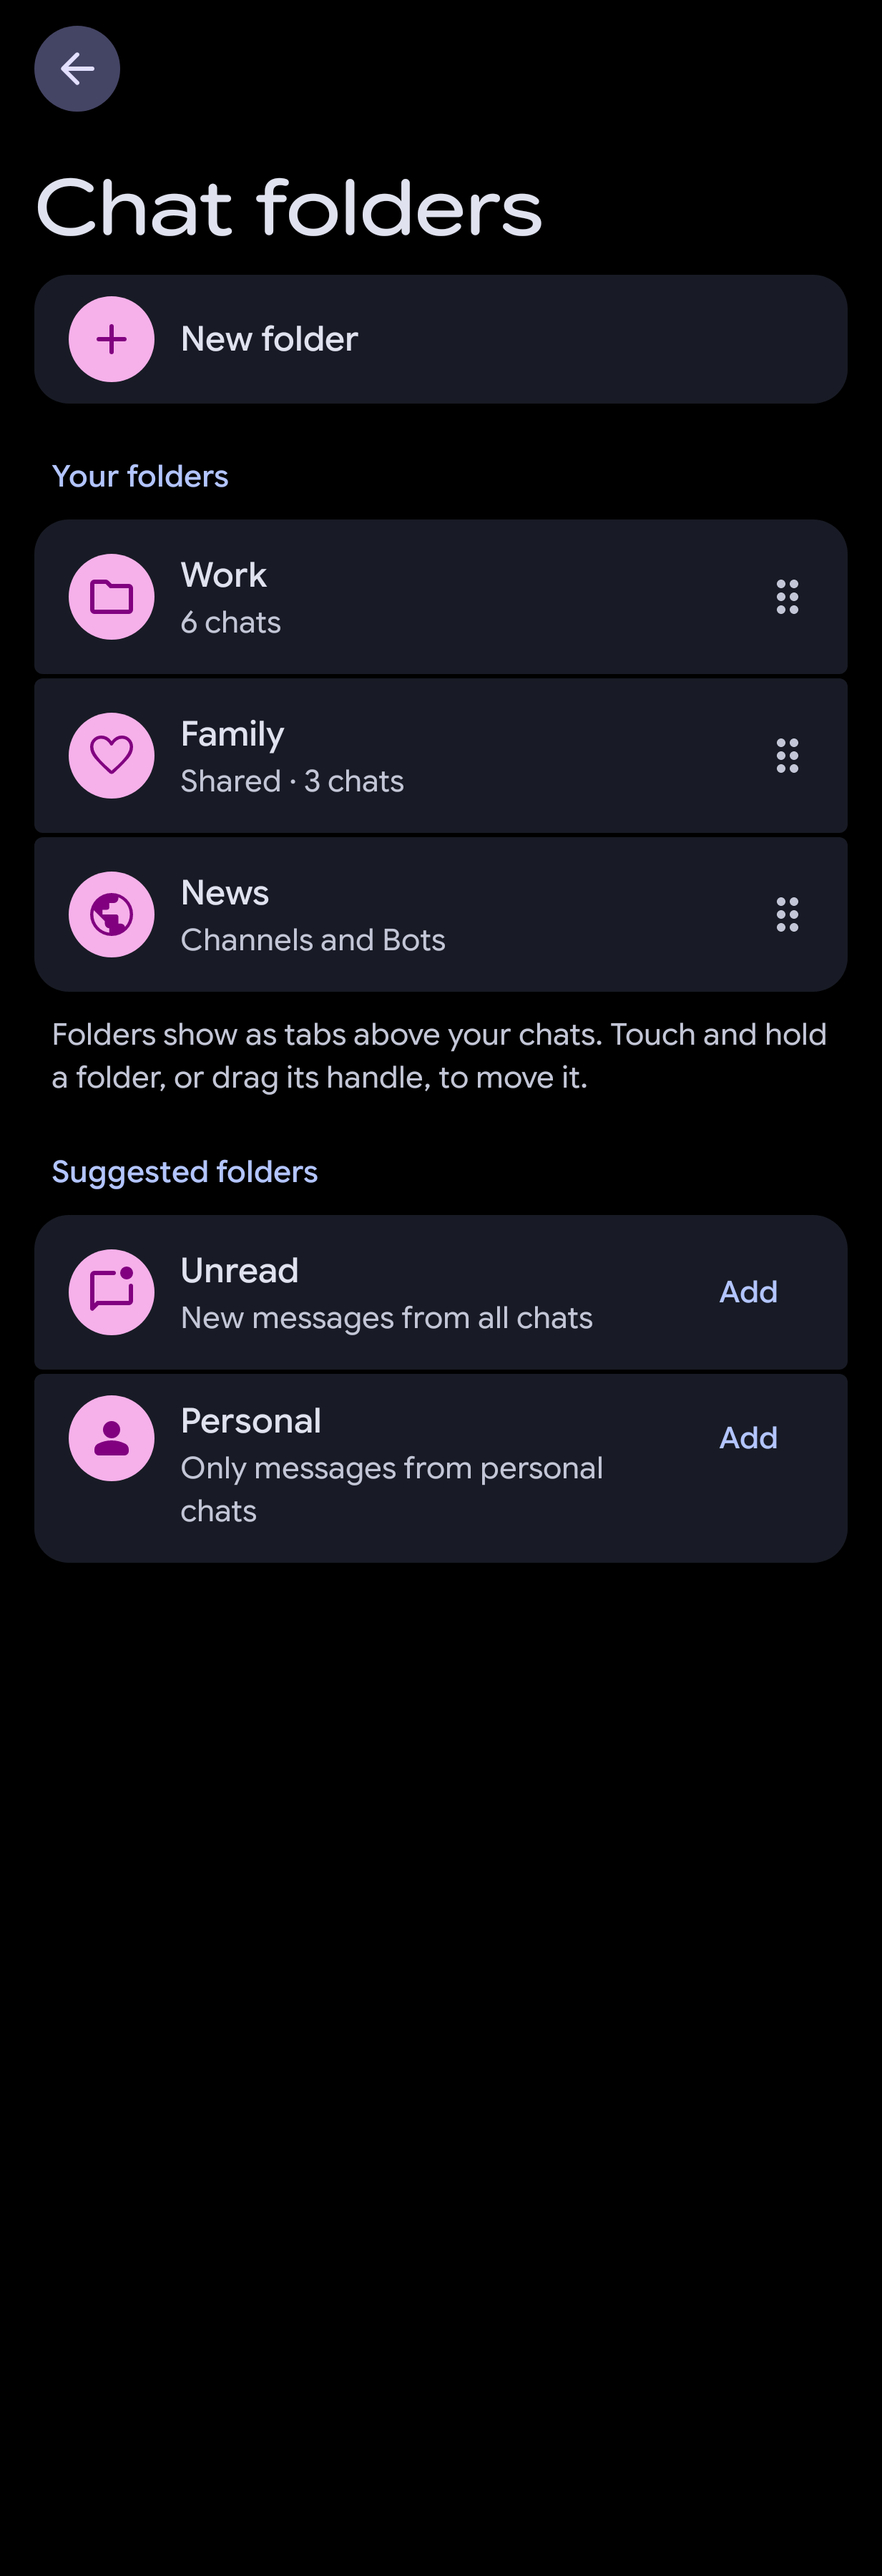 Chat folders
New folder
Your folders
Work
6 chats
Family
Shared · 3 chats
News
Channels and Bots
Folders show as tabs above your chats. Touch and hold
a folder, or drag its handle, to move it.
Suggested folders
Unread
New messages from all chats
Add
Personal
Only messages from personal
chats
Add